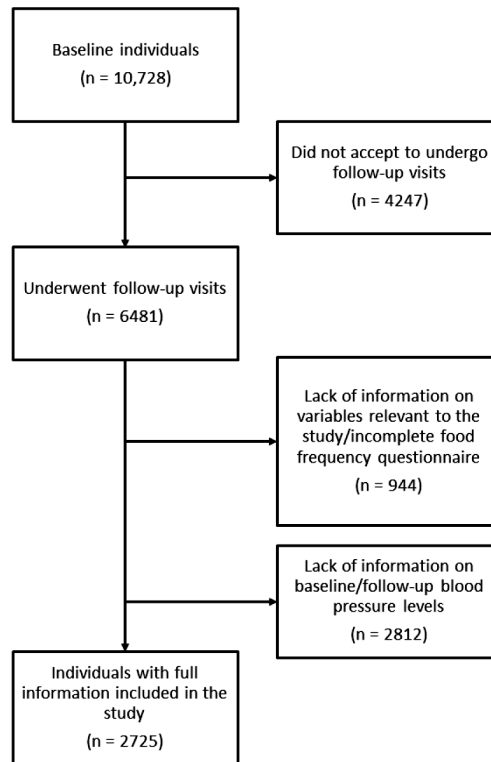 Baseline individuals
(n = 10,728)
Did not accept to undergo
follow-up visits
(n = 4247)
Underwent follow-up visits
(n = 6481)
Lack of information on
variables relevant to the
study/incomplete food
frequency questionnaire
(n = 944)
Lack of information on
baseline/follow-up blood
pressure levels
(n = 2812)
Individuals with full
information included in the
study
(n = 2725)